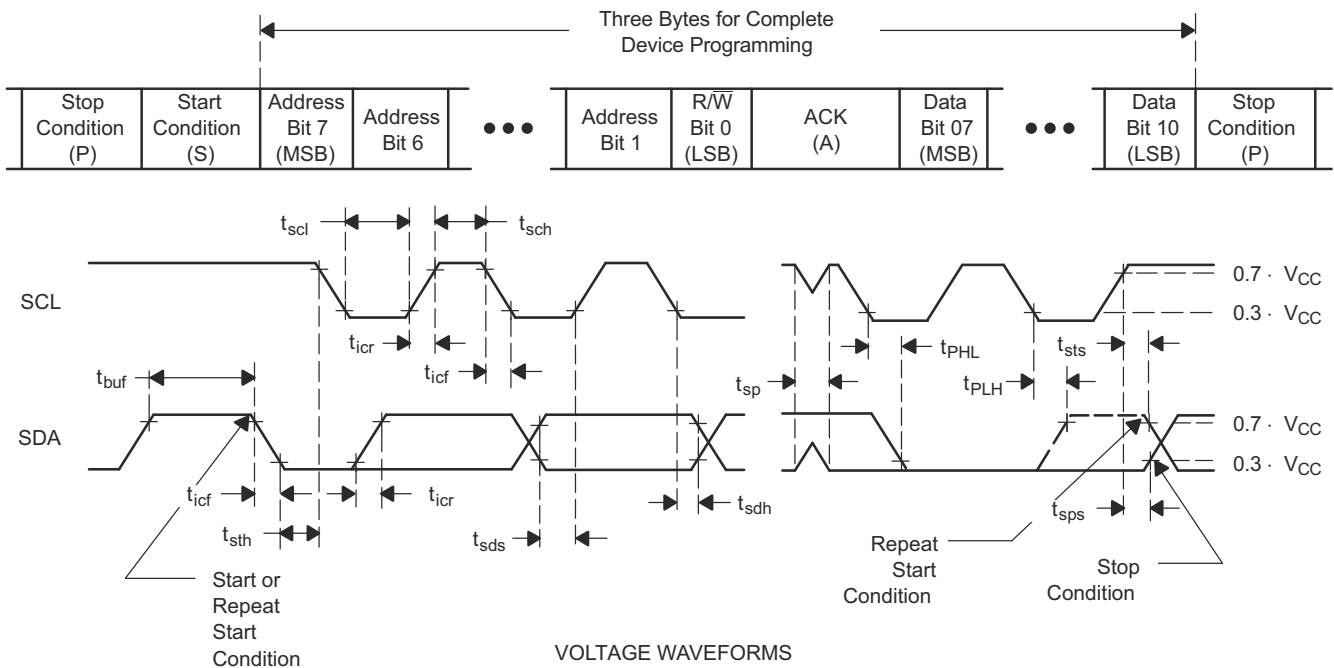 Three Bytes for Complete
Device Programming
Stop
Condition
(P)
Start
Condition
(S)
Address
Bit 7
(MSB)
Address
Bit 6
•••
Address
Bit 1
R/W̅
Bit 0
(LSB)
ACK
(A)
Data
Bit 07
(MSB)
•••
Data
Bit 10
(LSB)
Stop
Condition
(P)
tscl
tsch
SCL
0.7 · VCC
0.3 · VCC
ticr
ticf
tbuf
tsp
tPHL
tPLH
tsts
SDA
0.7 · VCC
0.3 · VCC
ticf
ticr
tsth
tsds
tsdh
tsps
Start or
Repeat
Start
Condition
Repeat
Start
Condition
Stop
Condition
VOLTAGE WAVEFORMS